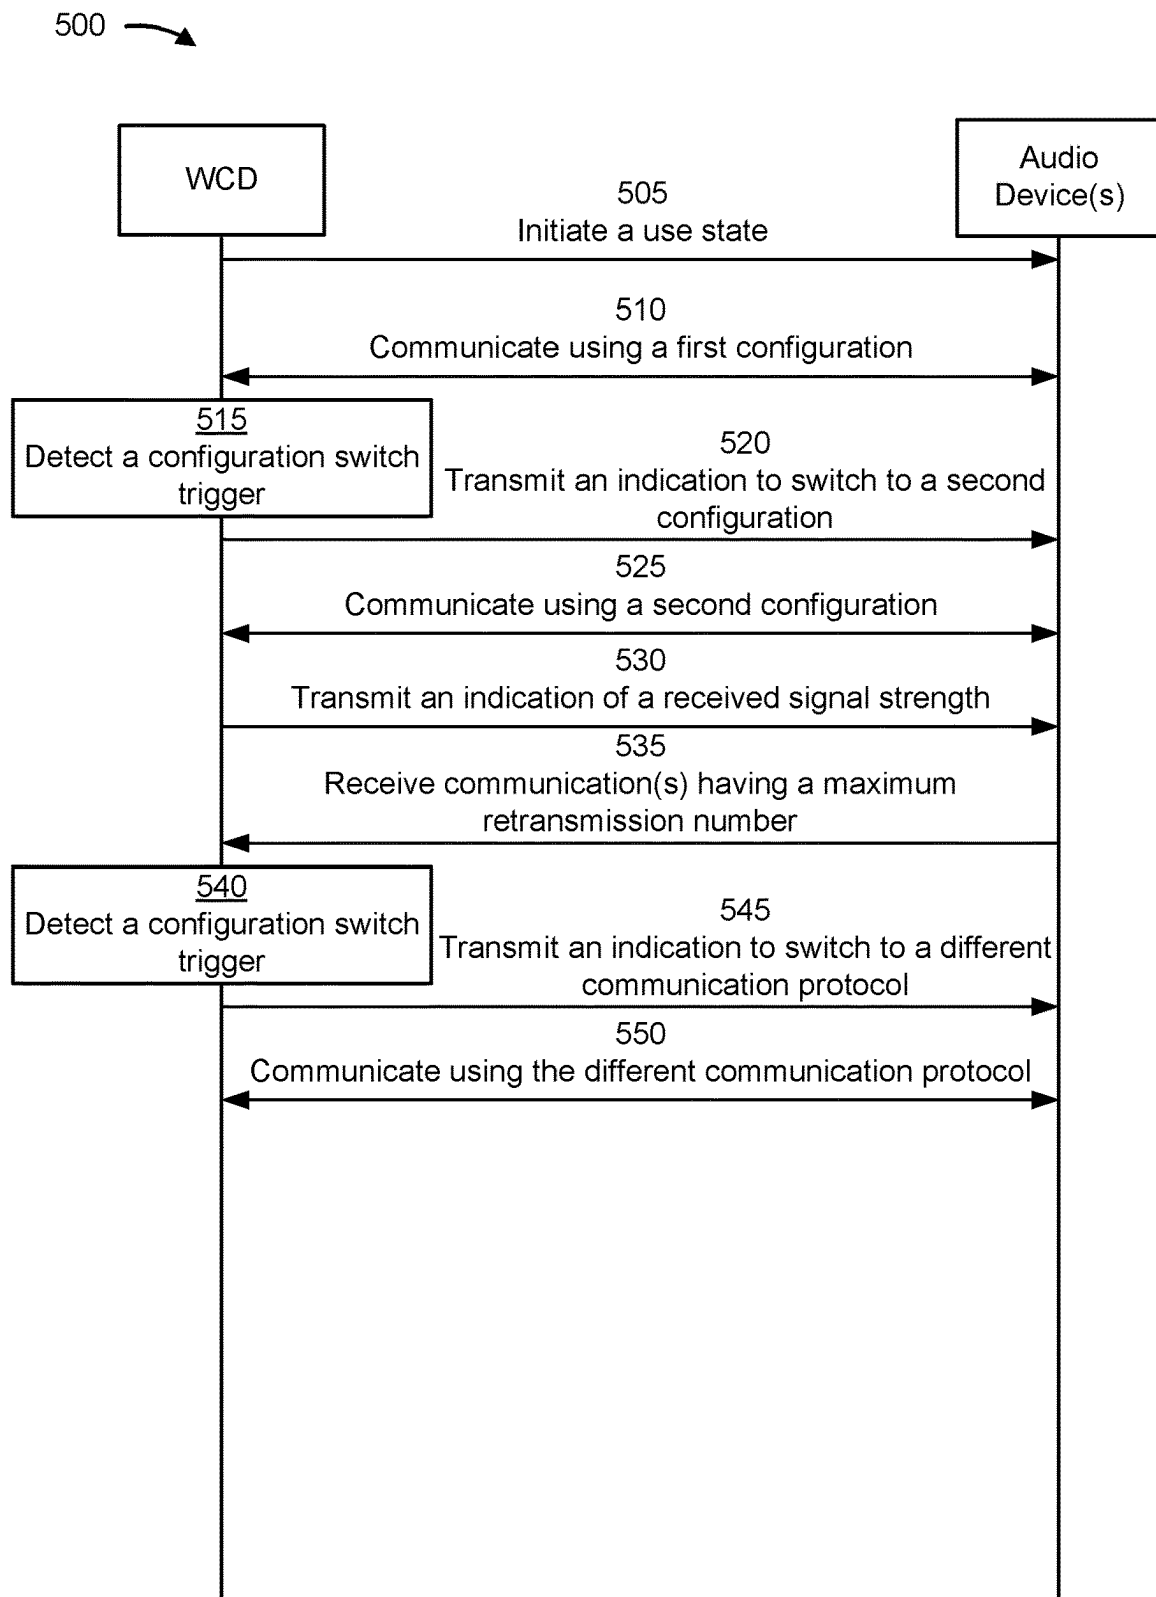 500
WCD
Audio
Device(s)
505
Initiate a use state
510
Communicate using a first configuration
515
Detect a configuration switch
trigger
520
Transmit an indication to switch to a second
configuration
525
Communicate using a second configuration
530
Transmit an indication of a received signal strength
535
Receive communication(s) having a maximum
retransmission number
540
Detect a configuration switch
trigger
545
Transmit an indication to switch to a different
communication protocol
550
Communicate using the different communication protocol